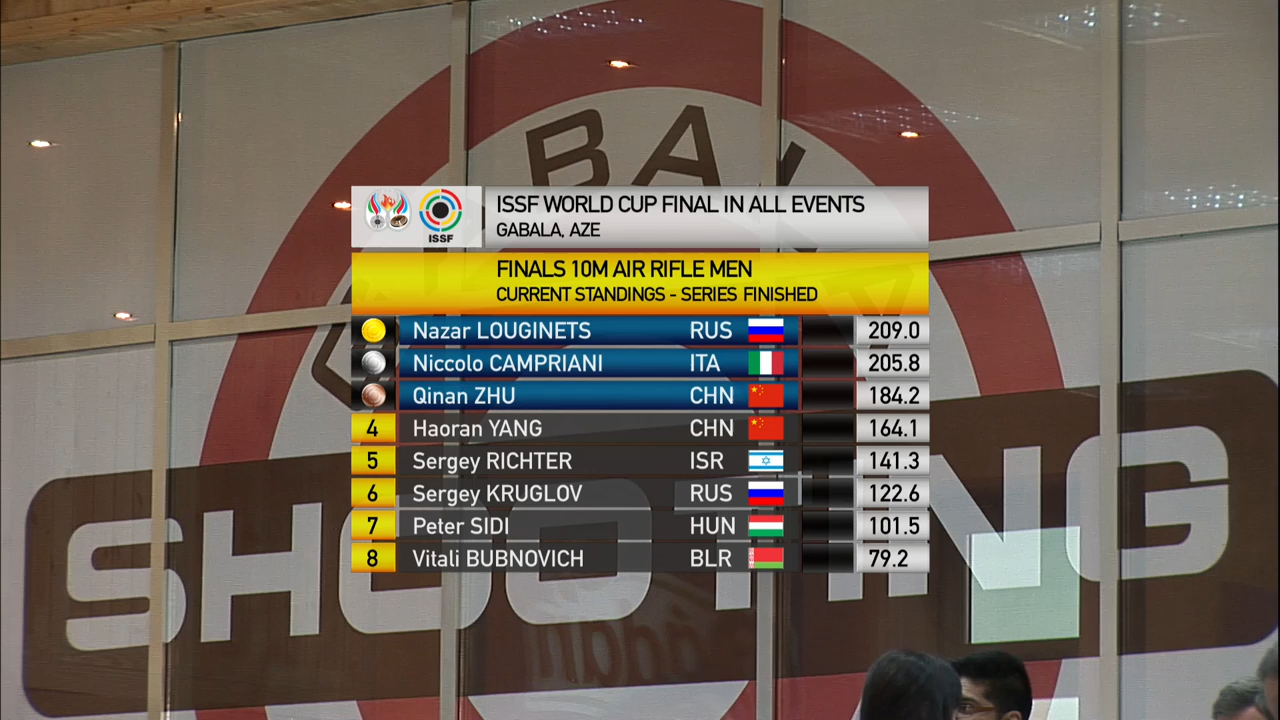 BA
ISSF
ISSF WORLD CUP FINAL IN ALL EVENTS
GABALA, AZE
FINALS 10M AIR RIFLE MEN
CURRENT STANDINGS - SERIES FINISHED
Nazar LOUGINETS RUS 209.0
Niccolo CAMPRIANI ITA 205.8
Qinan ZHU CHN 184.2
4 Haoran YANG CHN 164.1
5 Sergey RICHTER ISR 141.3
6 Sergey KRUGLOV RUS 122.6
7 Peter SIDI HUN 101.5
8 Vitali BUBNOVICH BLR 79.2
SHOOTING